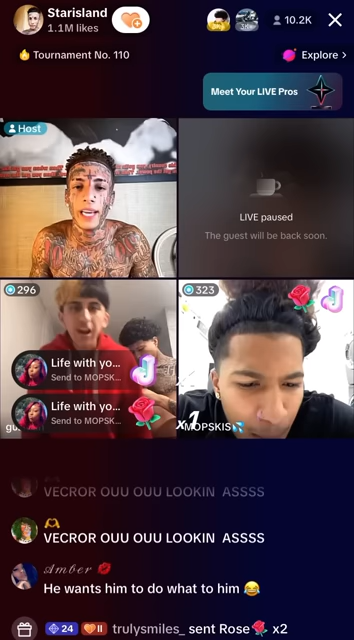 Starisland
1.1M likes
10.2K
Tournament No. 110
Explore >
Meet Your LIVE Pros
Host
LIVE paused
The guest will be back soon.
296
323
Life with yo...
Send to MOPSK...
Life with yo...
Send to MOPSK...
x1
gu
MOPSKIS💦
VECROR OUU OUU LOOKIN ASSSS
VECROR OUU OUU LOOKIN ASSSS
𝒜𝓂𝒷𝑒𝓇 🌹
He wants him to do what to him 😂
24 II trulysmiles_ sent Rose🌹 x2